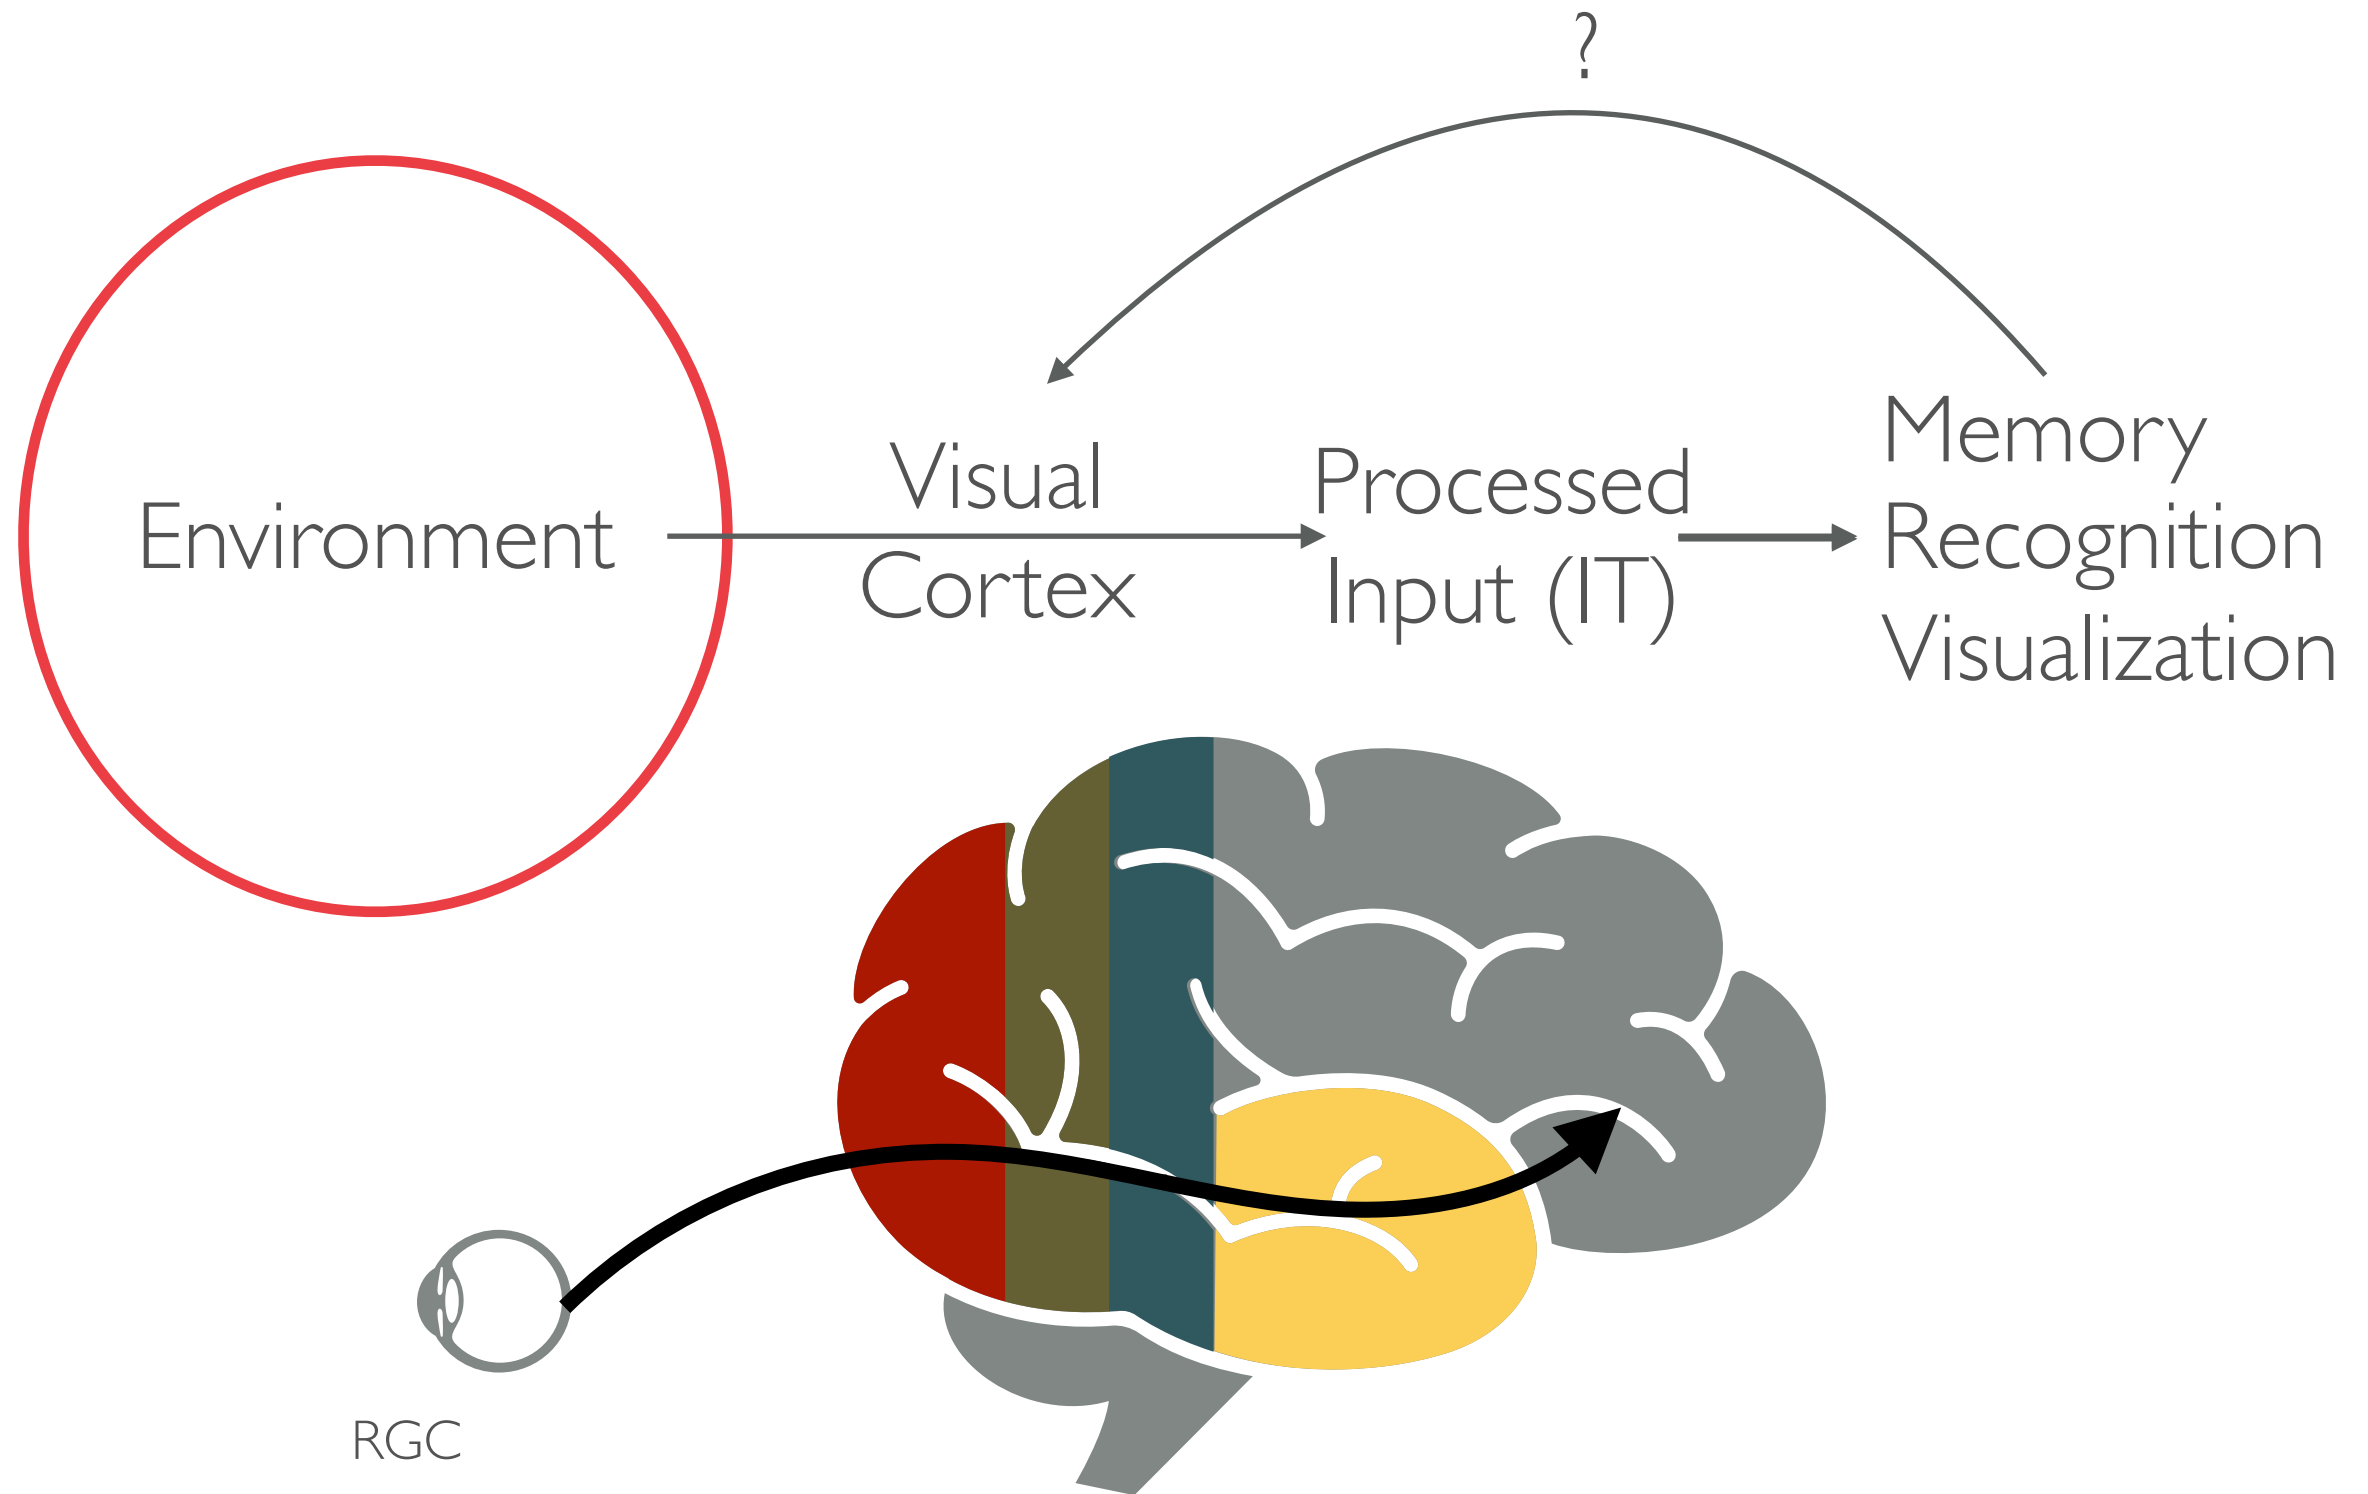 ?
Environment
Visual
Cortex
Processed
Input (IT)
Memory
Recognition
Visualization
RGC